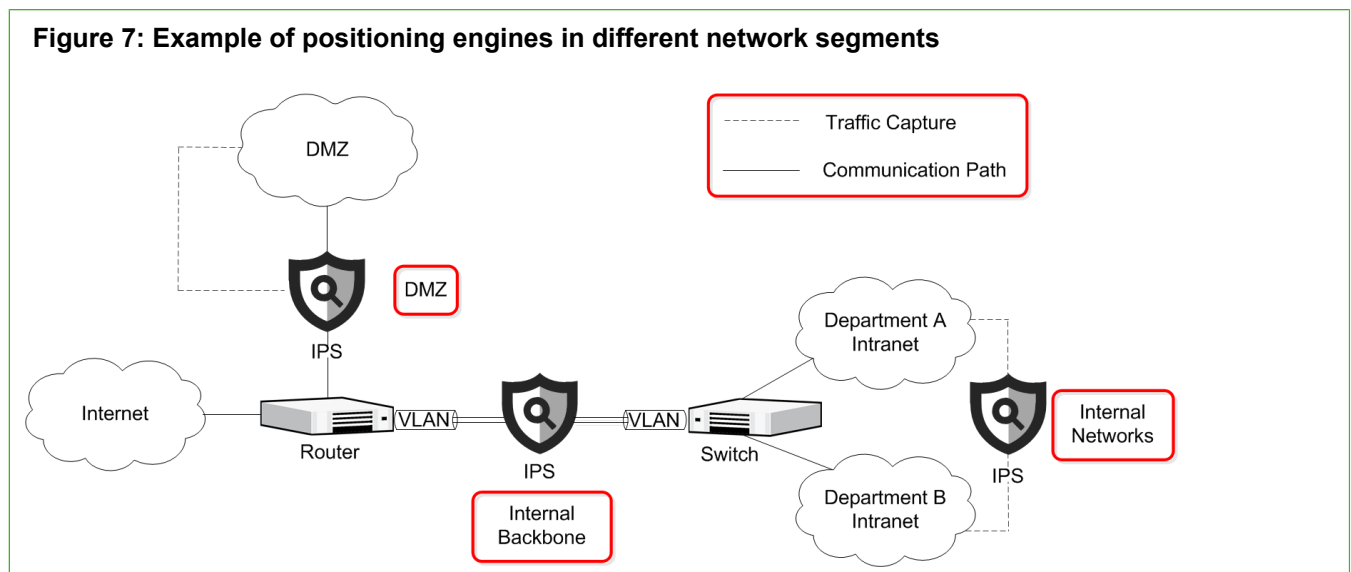 Figure 7: Example of positioning engines in different network segments
DMZ
Traffic Capture
Communication Path
DMZ
IPS
Department A
Intranet
Internet
Router
VLAN
IPS
VLAN
Switch
Internal
Networks
IPS
Internal
Backbone
Department B
Intranet